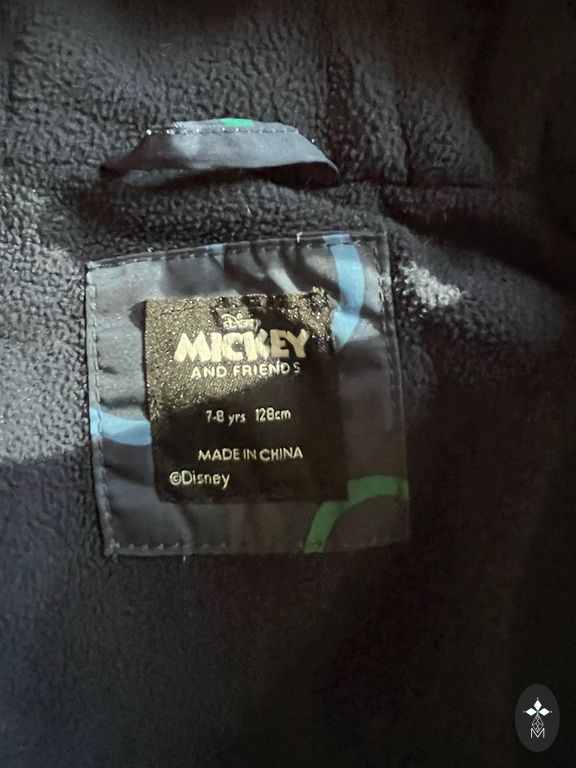 Disney
MICKEY
AND FRIENDS
7-8 yrs 128cm
MADE IN CHINA
©Disney
M